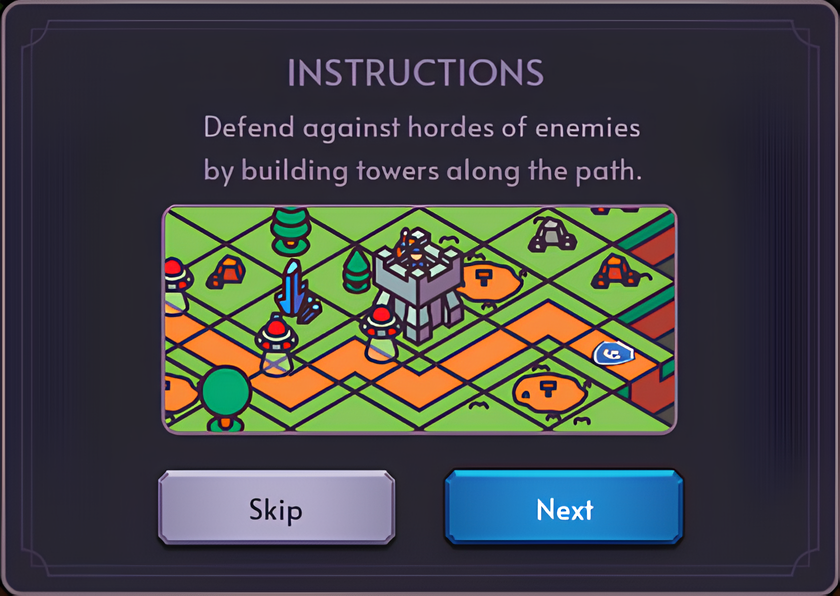 INSTRUCTIONS
Defend against hordes of enemies
by building towers along the path.
Skip
Next